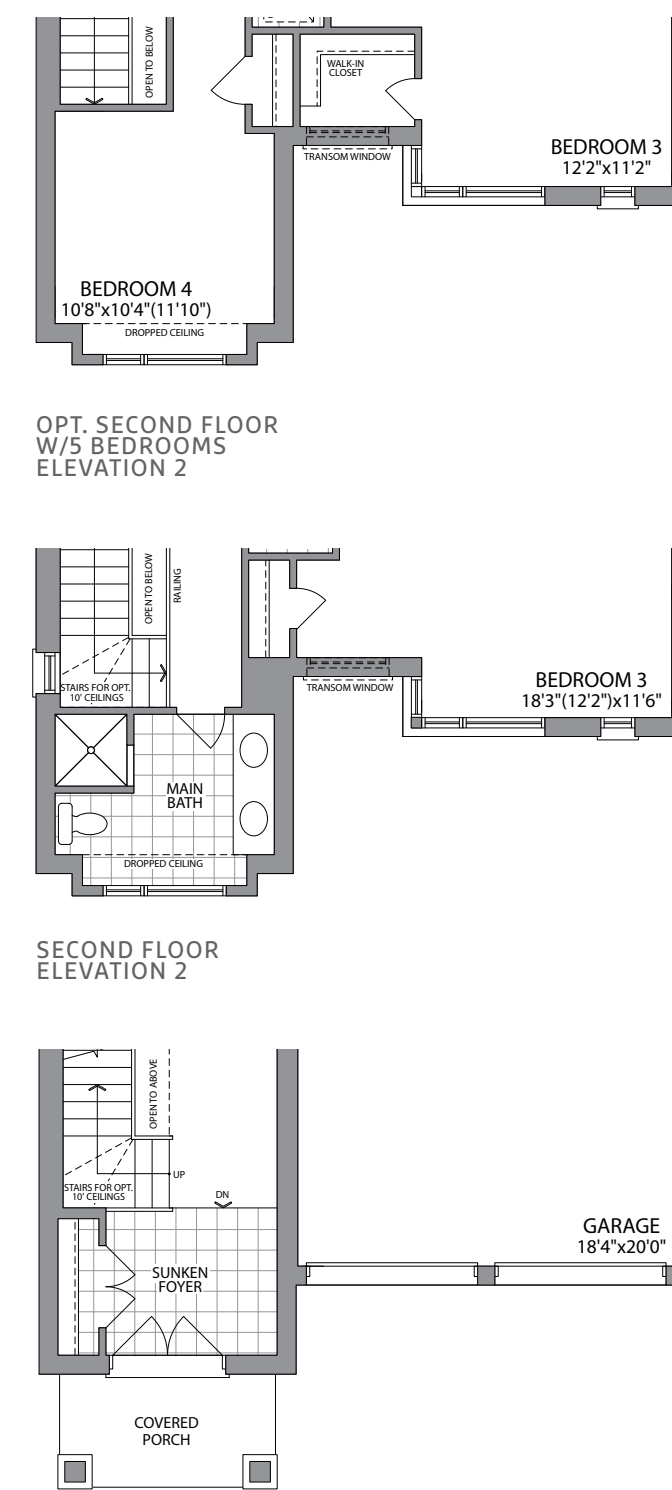 OPEN TO BELOW
WALK-IN
CLOSET
TRANSOM WINDOW
BEDROOM 3
12'2"x11'2"
BEDROOM 4
10'8"x10'4"(11'10")
DROPPED CEILING
OPT. SECOND FLOOR
W/5 BEDROOMS
ELEVATION 2
OPEN TO BELOW
RAILING
STAIRS FOR OPT.
10' CEILINGS
TRANSOM WINDOW
BEDROOM 3
18'3"(12'2")x11'6"
MAIN
BATH
DROPPED CEILING
SECOND FLOOR
ELEVATION 2
OPEN TO ABOVE
UP
STAIRS FOR OPT.
10' CEILINGS
DN
GARAGE
18'4"x20'0"
SUNKEN
FOYER
COVERED
PORCH